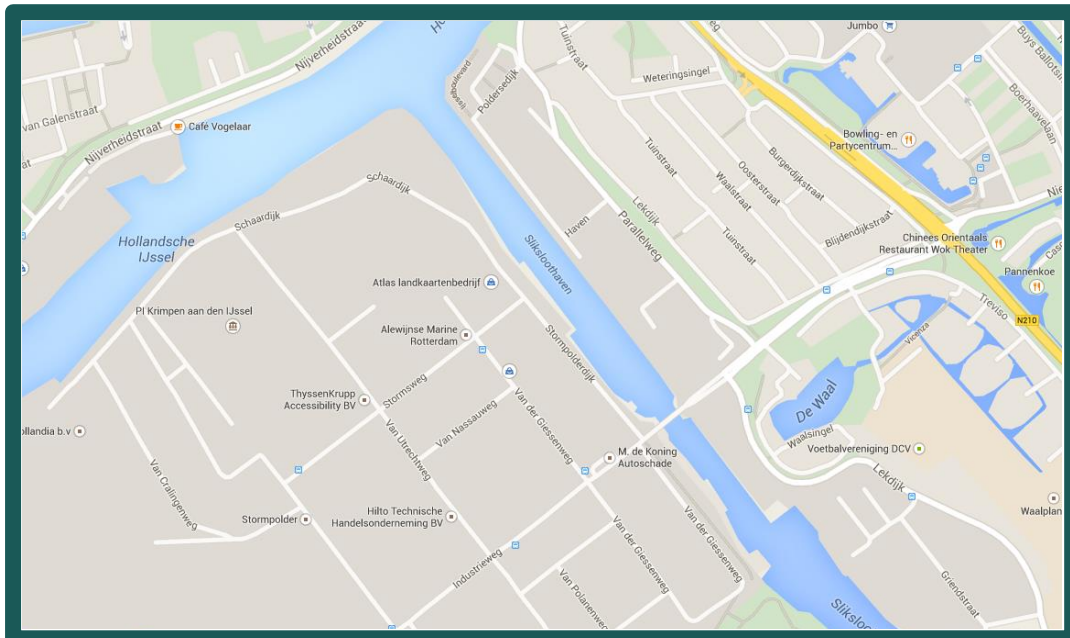 Jumbo
Nijverheidstraat
Tuinstraat
Weteringsingel
Buys Ballotsin
Boerhaavelaan
Poldersedijk
van Galenstraat
Café Vogelaar
Nijverheidstraat
Bowling- en
Partycentrum...
Tuinstraat
Burgerdijkstraat
Oosterstraat
Waalstraat
Schaardijk
Schaardijk
Lekdijk
Parallelweg
Haven
Tuinstraat
Blijdendijkstraat
Chinees Orientaals
Restaurant Wok Theater
Hollandsche
IJssel
Sliksloothaven
Pannenkoe
Atlas landkaartenbedrijf
Treviso
PI Krimpen aan den IJssel
N210
Alewijnse Marine
Rotterdam
Stormpolderdijk
Vicenza
ThyssenKrupp
Accessibility BV
Stormsweg
De Waal
ollandia b.v
Van Nassauweg
Van der Giessenweg
Waalsingel
Voetbalvereniging DCV
Van Utrechtweg
M. de Koning
Autoschade
Lekdijk
Van Cralingenweg
Stormpolder
Hilto Technische
Handelsonderneming BV
Waalplan
Van der Giessenweg
Van der Giessenweg
Industrieweg
Van Polanenweg
Griendstraat
Sliksloo